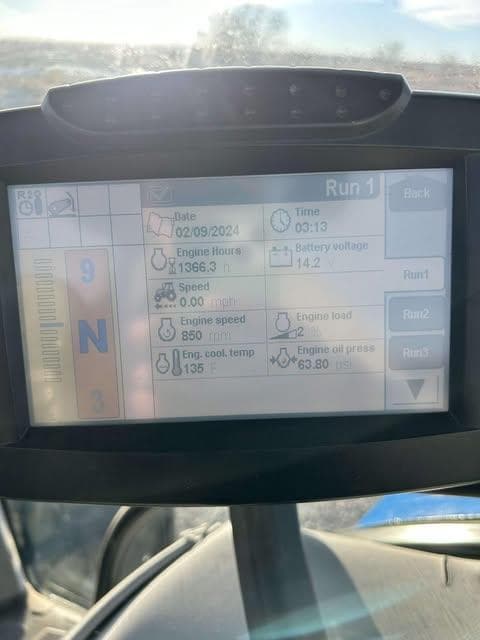 Run 1
Back
Date
02/09/2024
Time
03:13
Engine Hours
1366.3 h
Battery voltage
14.2 V
Run1
Speed
0.00 mph
Engine speed
850 rpm
Engine load
2 %
Run2
Eng. cool. temp
135 F
Engine oil press
63.80 psi
Run3
9
N
3